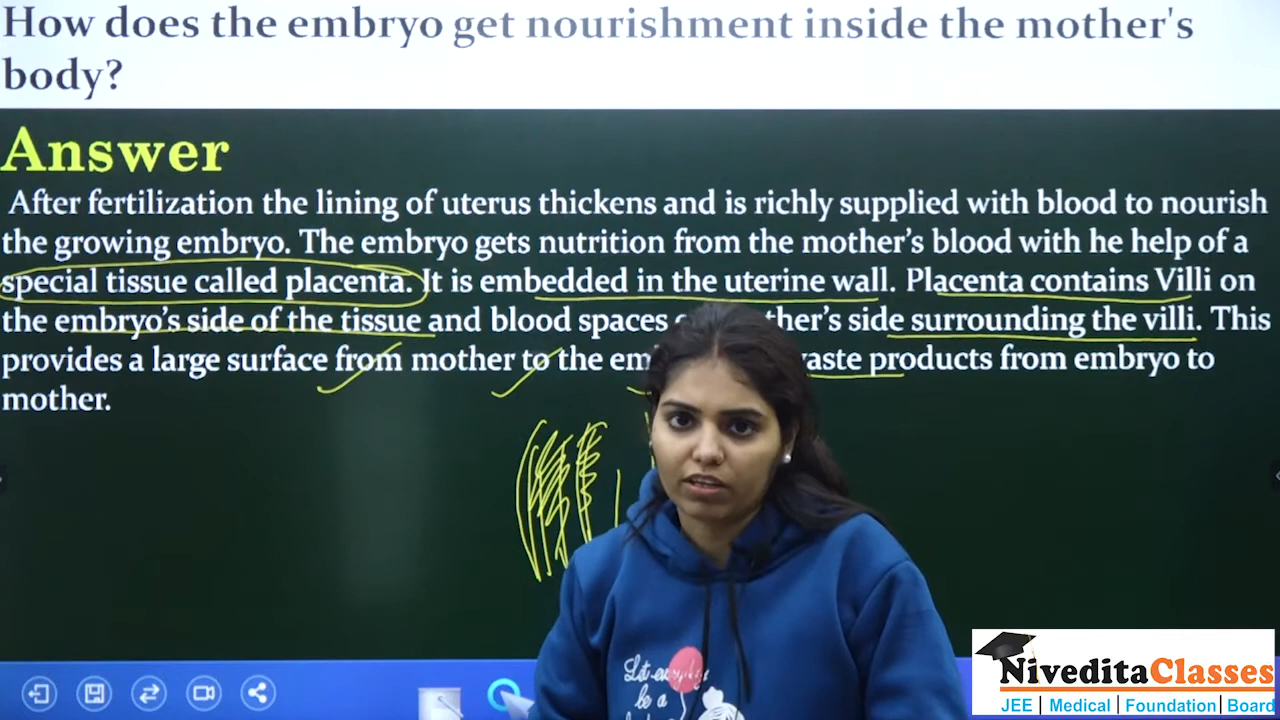 How does the embryo get nourishment inside the mother's
body?
Answer
After fertilization the lining of uterus thickens and is richly supplied with blood to nourish
the growing embryo. The embryo gets nutrition from the mother's blood with he help of a
special tissue called placenta. It is embedded in the uterine wall. Placenta contains Villi on
the embryo's side of the tissue and blood spaces ther's side surrounding the villi. This
provides a large surface from mother to the em vaste products from embryo to
mother.
Let
be a
NiveditaClasses
JEE | Medical | Foundation | Board